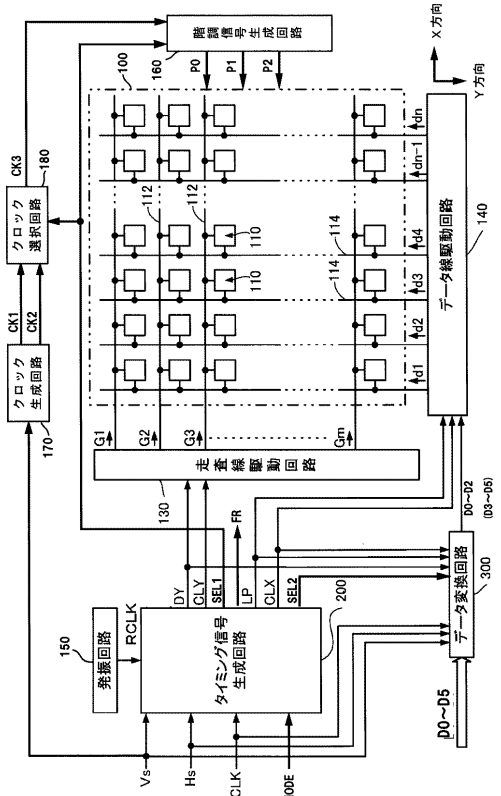 階調信号生成回路
160
P0
P1
P2
X方向
Y方向
100
CK3
180
クロック
選択回路
CK1
CK2
クロック
生成回路
170
112
112
110
110
114
114
dn
dn-1
d4
d3
d2
d1
データ線駆動回路
140
G1
G2
G3
Gm
走査線駆動回路
130
DY
CLY
SEL1
FR
LP
CLX
SEL2
150
発振回路
RCLK
タイミング信号
生成回路
200
D0～D2
(D3～D5)
データ変換回路
300
D0～D5
Vs
Hs
CLK
ODE